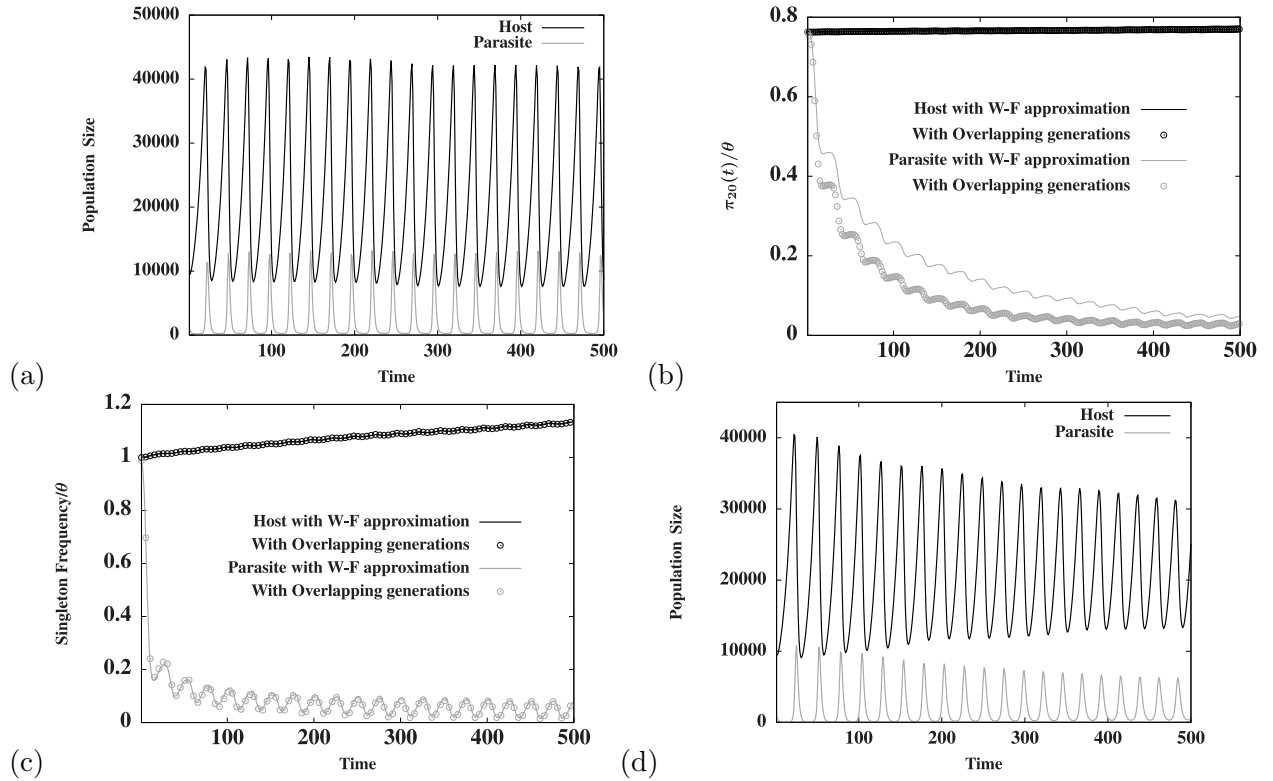 50000
40000
30000
20000
10000
0
Population Size
Host
Parasite
100 200 300 400 500
Time
(a)
0.8
0.6
0.4
0.2
0
π₂₀(t)/θ
Host with W-F approximation
With Overlapping generations
Parasite with W-F approximation
With Overlapping generations
100 200 300 400 500
Time
(b)
1.2
1
0.8
0.6
0.4
0.2
0
Singleton Frequency/θ
Host with W-F approximation
With Overlapping generations
Parasite with W-F approximation
With Overlapping generations
100 200 300 400 500
Time
(c)
40000
30000
20000
10000
0
Population Size
Host
Parasite
100 200 300 400 500
Time
(d)